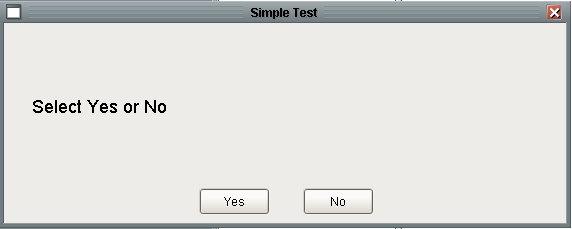 Simple Test
Select Yes or No
Yes
No